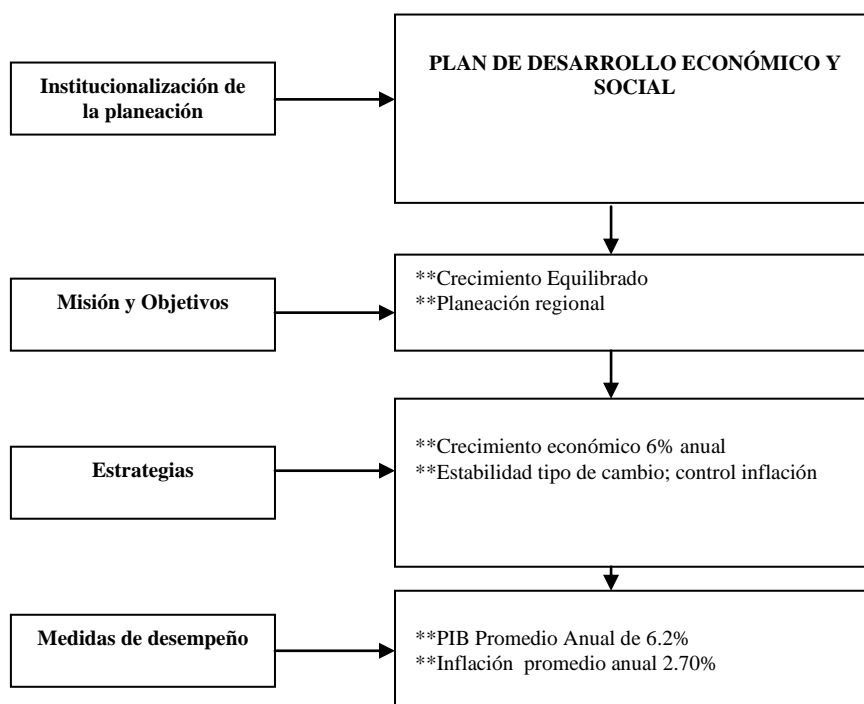 Institucionalización de
la planeación
PLAN DE DESARROLLO ECONÓMICO Y
SOCIAL
Misión y Objetivos
**Crecimiento Equilibrado
**Planeación regional
Estrategias
**Crecimiento económico 6% anual
**Estabilidad tipo de cambio; control inflación
Medidas de desempeño
**PIB Promedio Anual de 6.2%
**Inflación  promedio anual 2.70%